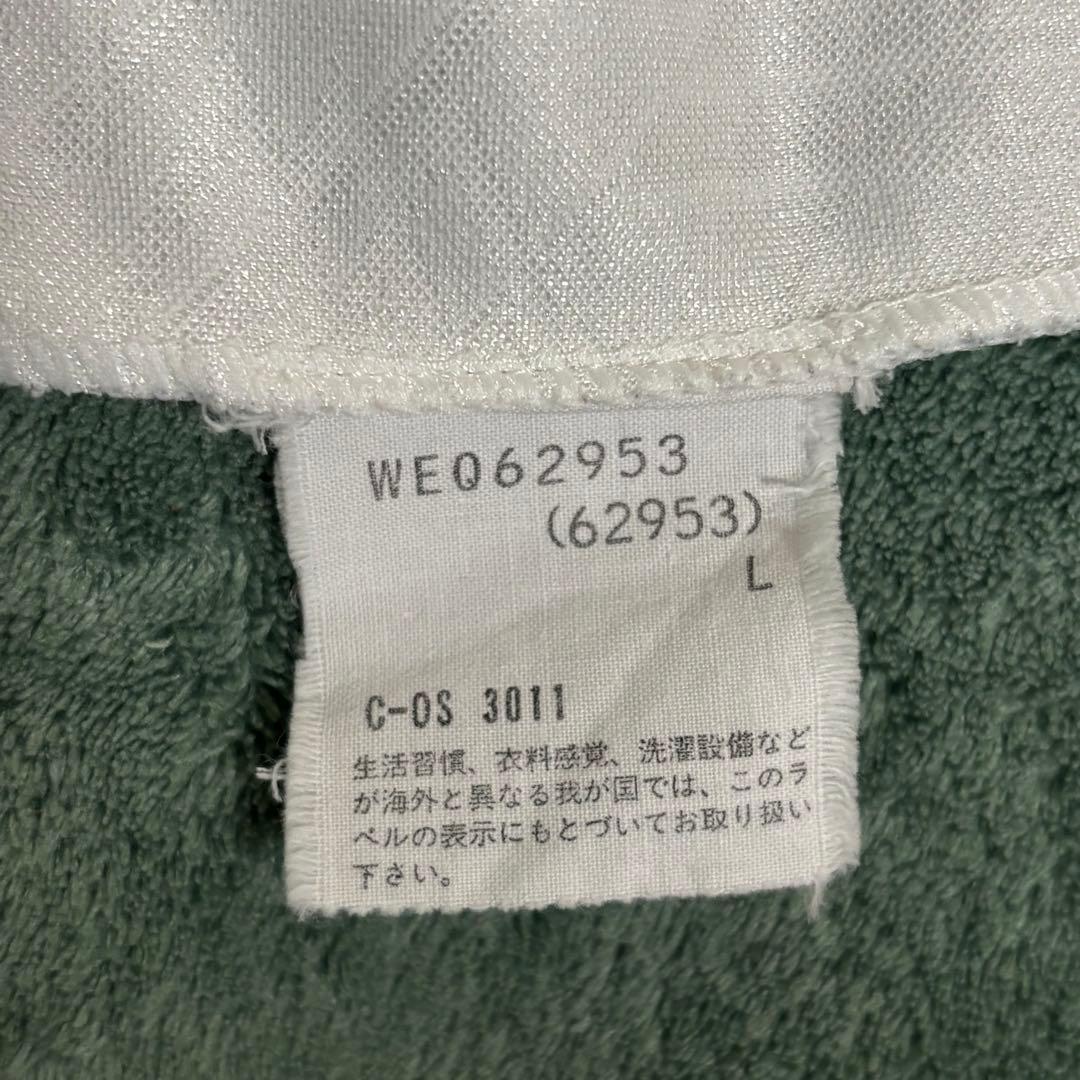 WEQ62953
(62953)
L
C-OS 3011
生活習慣、衣料感覚、洗濯設備など
が海外と異なる我が国では、このラ
ベルの表示にもとづいてお取り扱い
下さい。